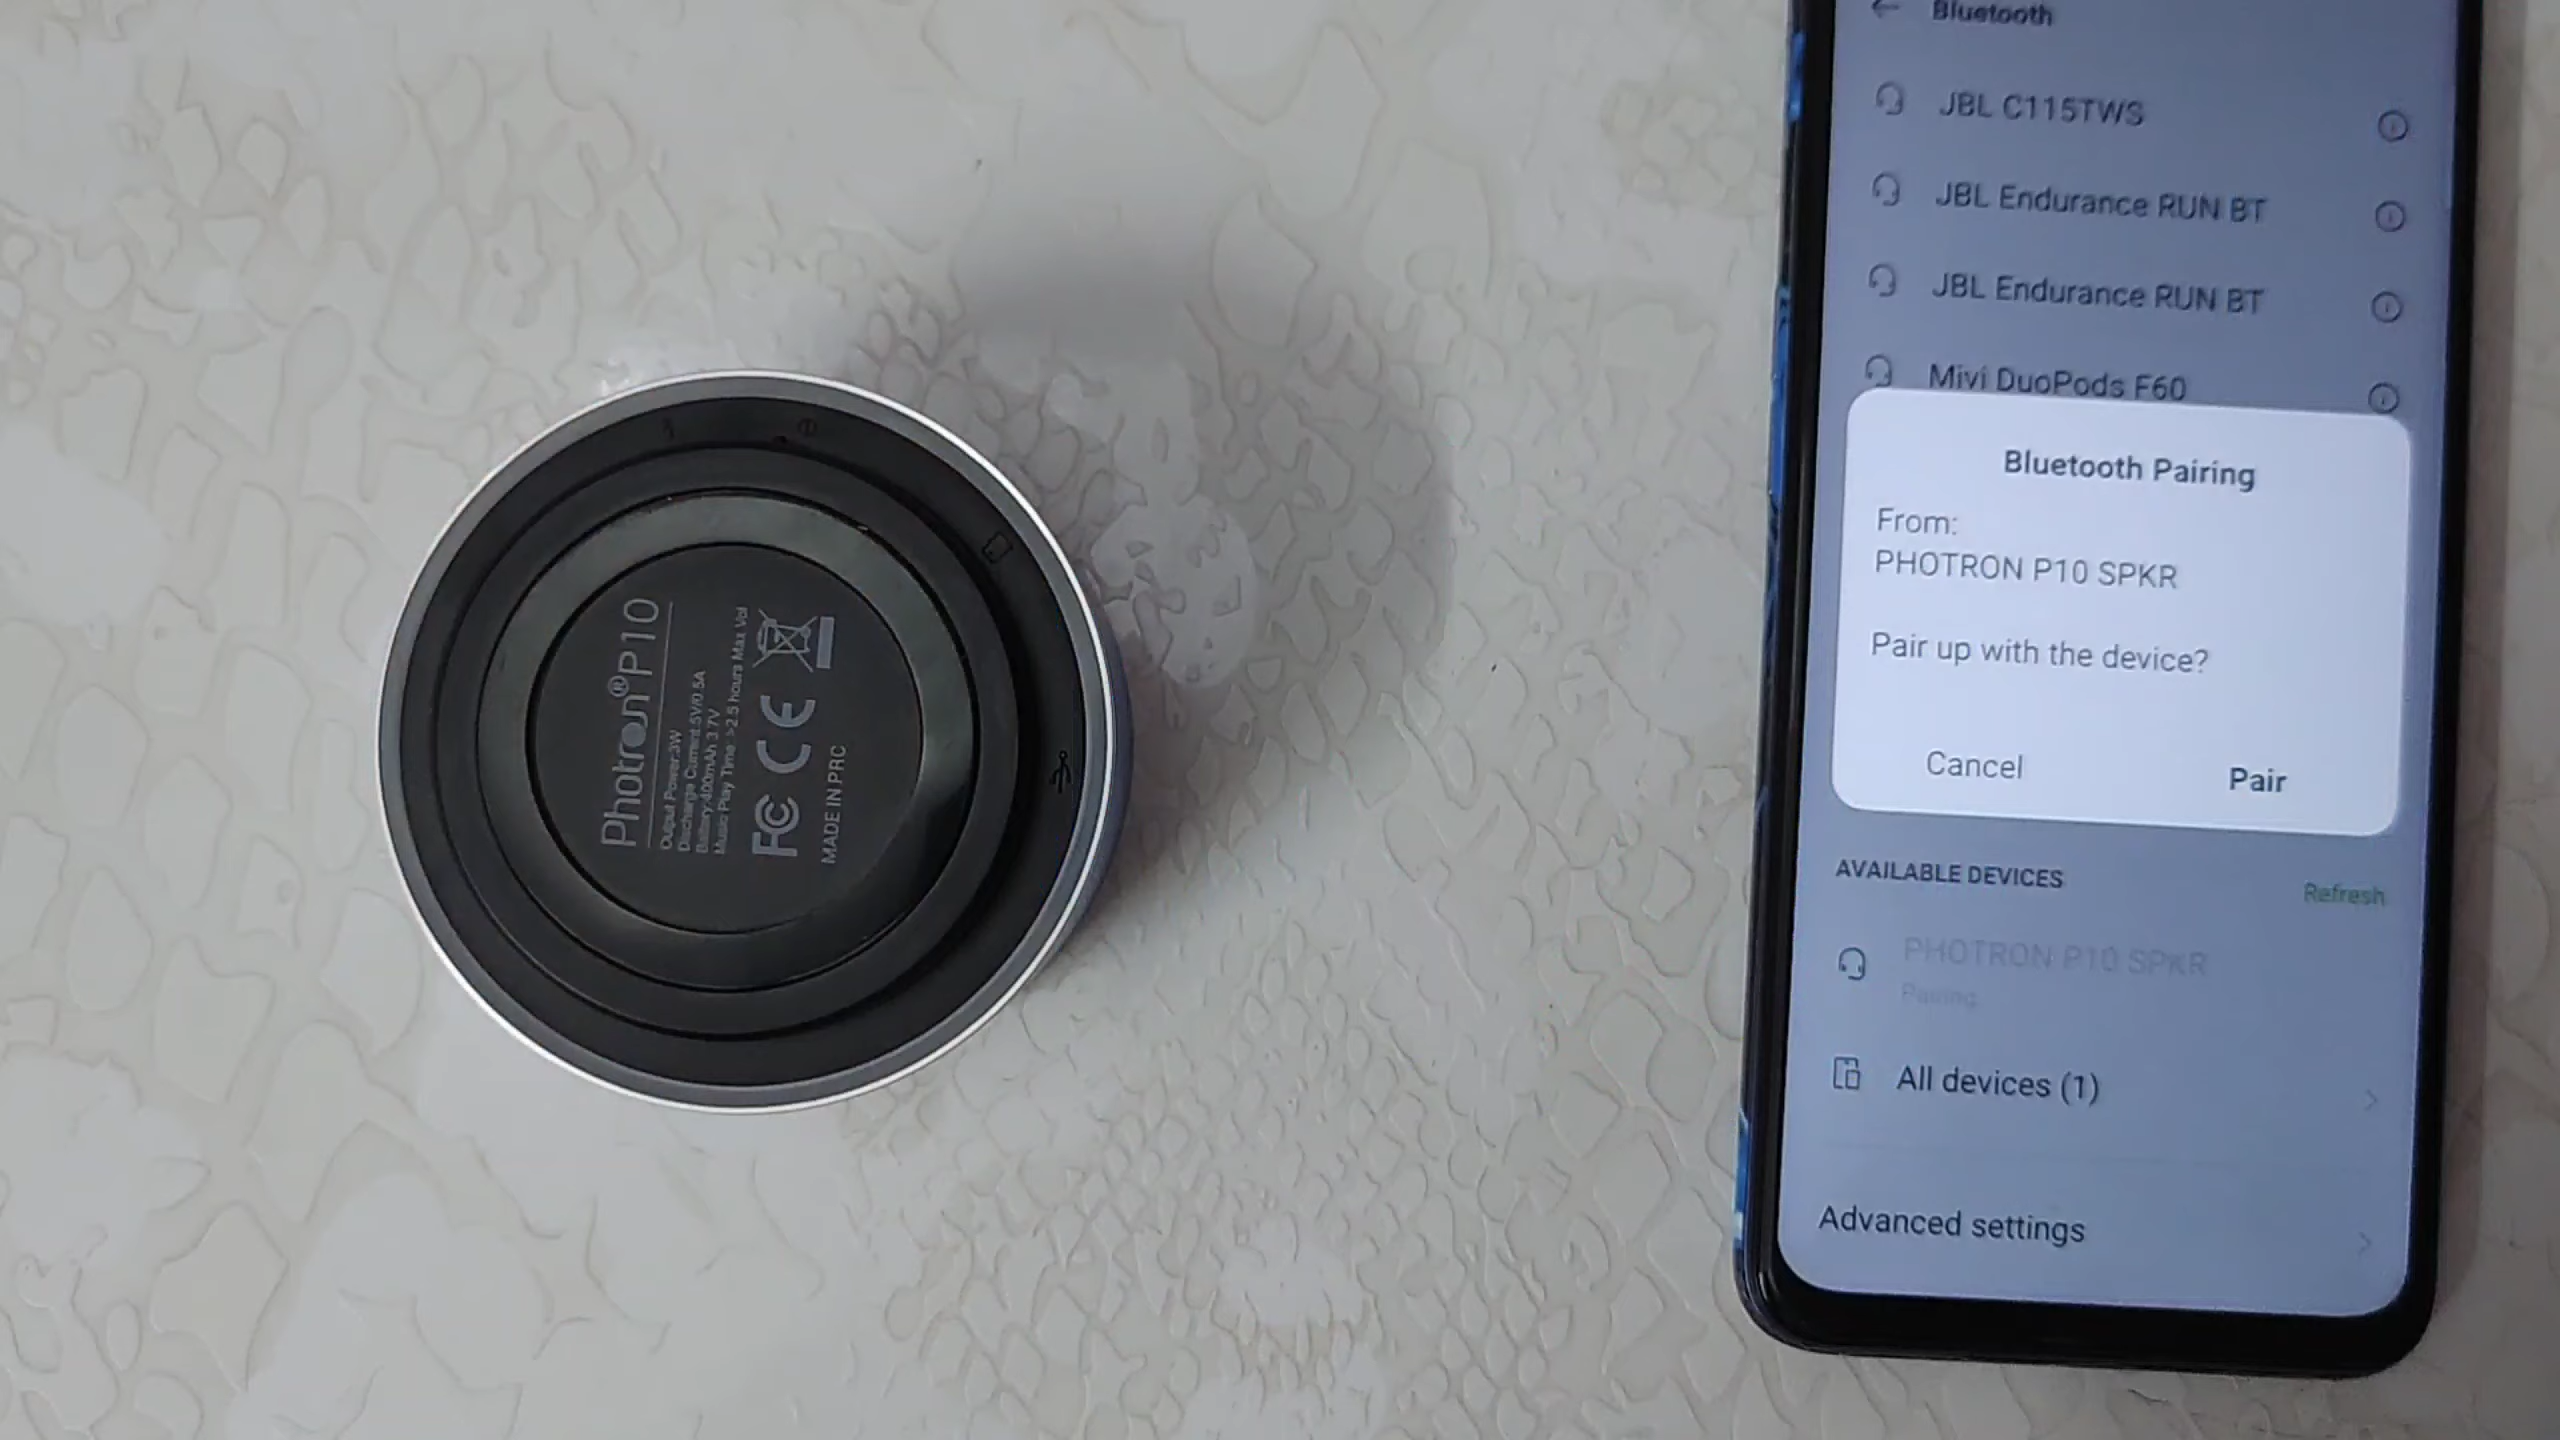 Photron® P10
Output Power:3W
Discharge Current:5V/0.5A
Battery:400mAh 3.7V
Music Play Time: >2.5 hours Max Vol
FC CE
MADE IN PRC
Bluetooth
JBL C115TWS
JBL Endurance RUN BT
JBL Endurance RUN BT
Mivi DuoPods F60
Bluetooth Pairing
From:
PHOTRON P10 SPKR
Pair up with the device?
Cancel
Pair
AVAILABLE DEVICES
Refresh
PHOTRON P10 SPKR
Pairing
All devices (1)
Advanced settings